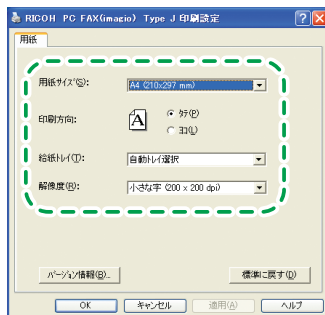 RICOH PC FAX(imagio) Type J 印刷設定
用紙
用紙サイズ(S): A4 (210x297 mm)
印刷方向: タテ(P)
ヨコ(L)
給紙トレイ(T): 自動トレイ選択
解像度(R): 小さな字 (200 x 200 dpi)
バージョン情報(B)... 標準に戻す(D)
OK キャンセル 適用(A) ヘルプ